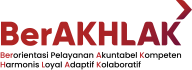 BerAKHLAK
Berorientasi Pelayanan Akuntabel Kompeten
Harmonis Loyal Adaptif Kolaboratif